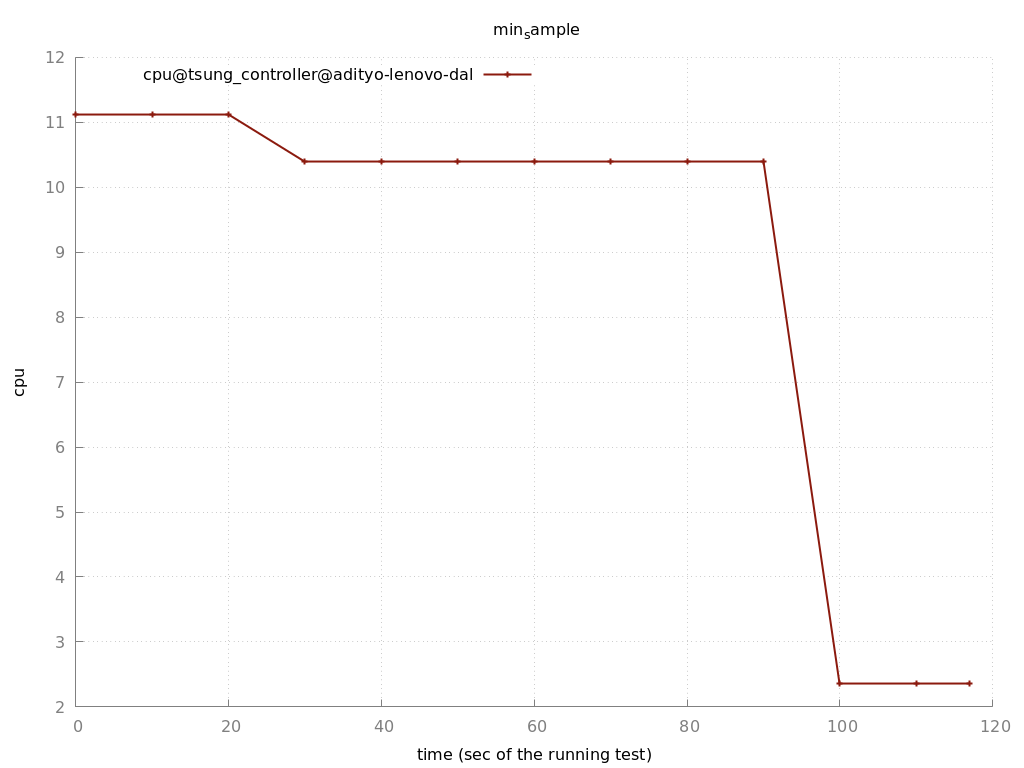 min_sample
cpu@tsung_controller@adityo-lenovo-dal
12
11
10
9
8
7
6
5
4
3
2
cpu
0 20 40 60 80 100 120
time (sec of the running test)